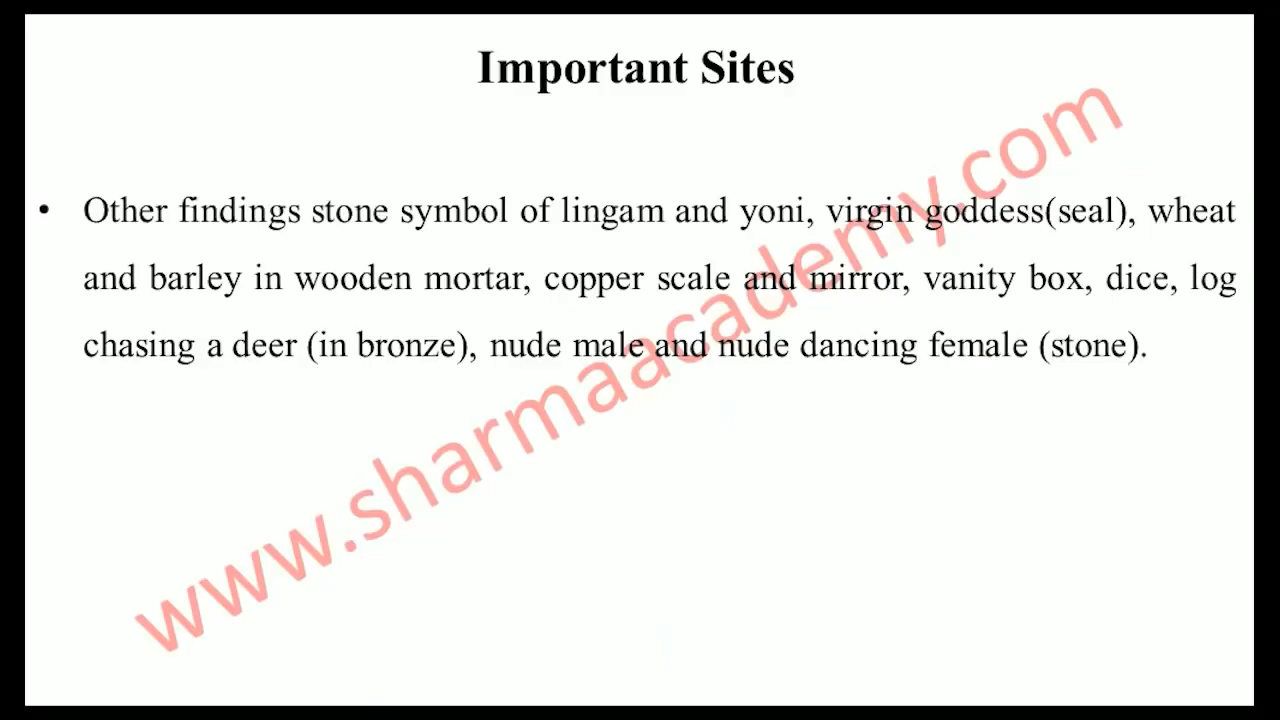 Important Sites
• Other findings stone symbol of lingam and yoni, virgin goddess(seal), wheat
and barley in wooden mortar, copper scale and mirror, vanity box, dice, log
chasing a deer (in bronze), nude male and nude dancing female (stone).
www.sharmaacademy.com